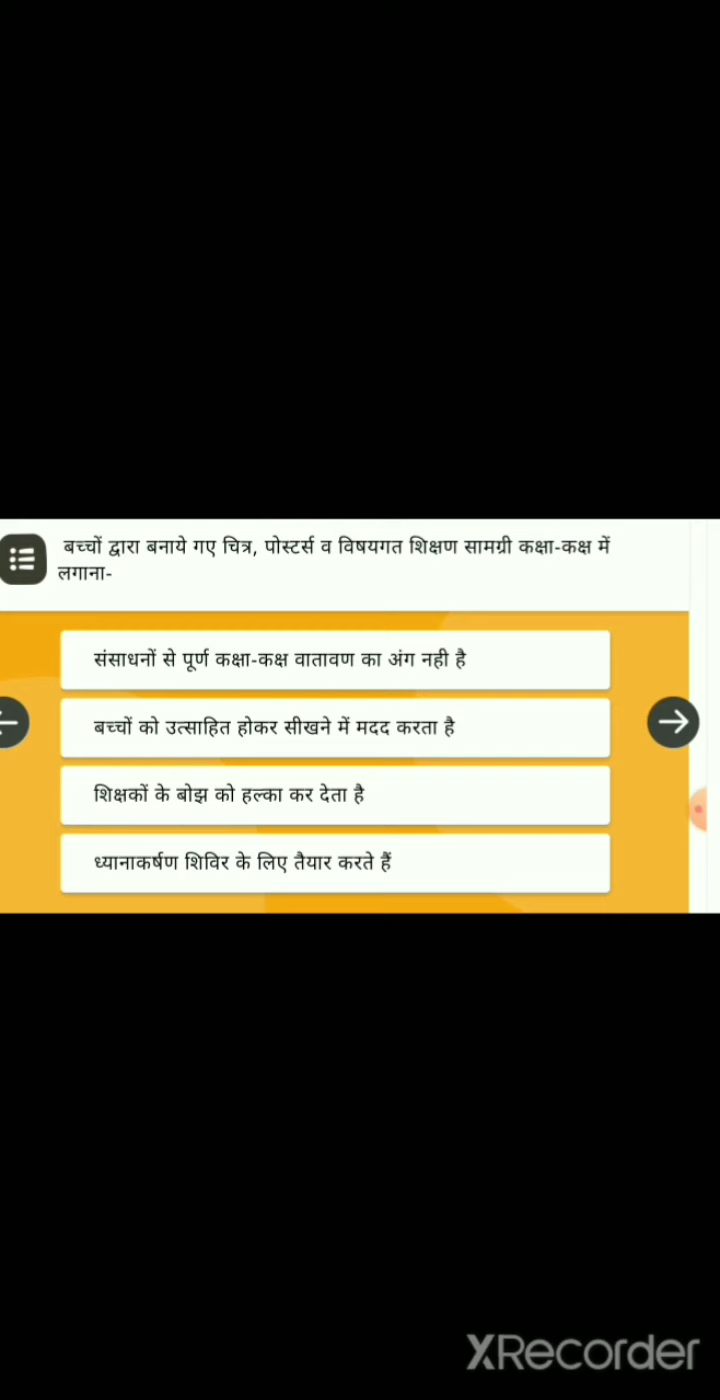 बच्चों द्वारा बनाये गए चित्र, पोस्टर्स व विषयगत शिक्षण सामग्री कक्षा-कक्ष में
लगाना-
संसाधनों से पूर्ण कक्षा-कक्ष वातावण का अंग नही है
बच्चों को उत्साहित होकर सीखने में मदद करता है
शिक्षकों के बोझ को हल्का कर देता है
ध्यानाकर्षण शिविर के लिए तैयार करते हैं
XRecorder